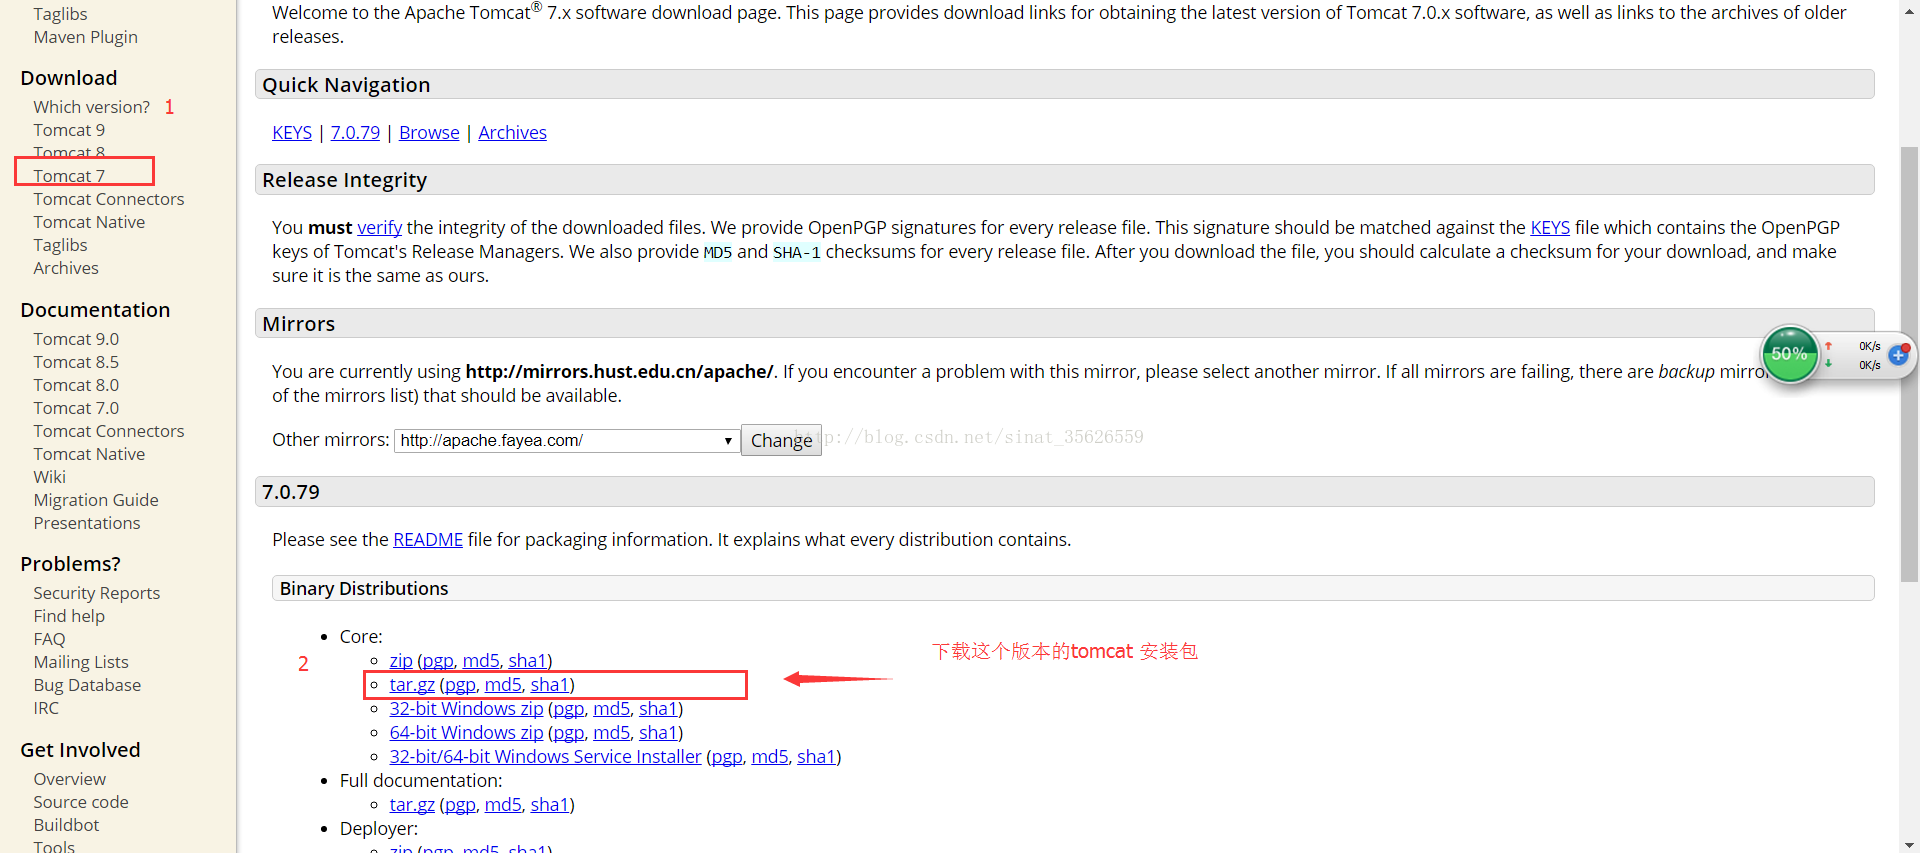 Taglibs
Maven Plugin
Download
Which version? 1
Tomcat 9
Tomcat 8
Tomcat 7
Tomcat Connectors
Tomcat Native
Taglibs
Archives
Documentation
Tomcat 9.0
Tomcat 8.5
Tomcat 8.0
Tomcat 7.0
Tomcat Connectors
Tomcat Native
Wiki
Migration Guide
Presentations
Problems?
Security Reports
Find help
FAQ
Mailing Lists
Bug Database
IRC
Get Involved
Overview
Source code
Buildbot
Tools
Welcome to the Apache Tomcat® 7.x software download page. This page provides download links for obtaining the latest version of Tomcat 7.0.x software, as well as links to the archives of older
releases.
Quick Navigation
KEYS | 7.0.79 | Browse | Archives
Release Integrity
You must verify the integrity of the downloaded files. We provide OpenPGP signatures for every release file. This signature should be matched against the KEYS file which contains the OpenPGP
keys of Tomcat's Release Managers. We also provide MD5 and SHA-1 checksums for every release file. After you download the file, you should calculate a checksum for your download, and make
sure it is the same as ours.
Mirrors
You are currently using http://mirrors.hust.edu.cn/apache/. If you encounter a problem with this mirror, please select another mirror. If all mirrors are failing, there are backup
of the mirrors list) that should be available.
50%
0K/s
0K/s
Other mirrors: http://apache.fayea.com/ Change
http://blog.csdn.net/sinat_35626559
7.0.79
Please see the README file for packaging information. It explains what every distribution contains.
Binary Distributions
Core:
2
zip (pgp, md5, sha1)
tar.gz (pgp, md5, sha1)
下载这个版本的tomcat 安装包
32-bit Windows zip (pgp, md5, sha1)
64-bit Windows zip (pgp, md5, sha1)
32-bit/64-bit Windows Service Installer (pgp, md5, sha1)
Full documentation:
tar.gz (pgp, md5, sha1)
Deployer:
zip (pgp, md5, sha1)